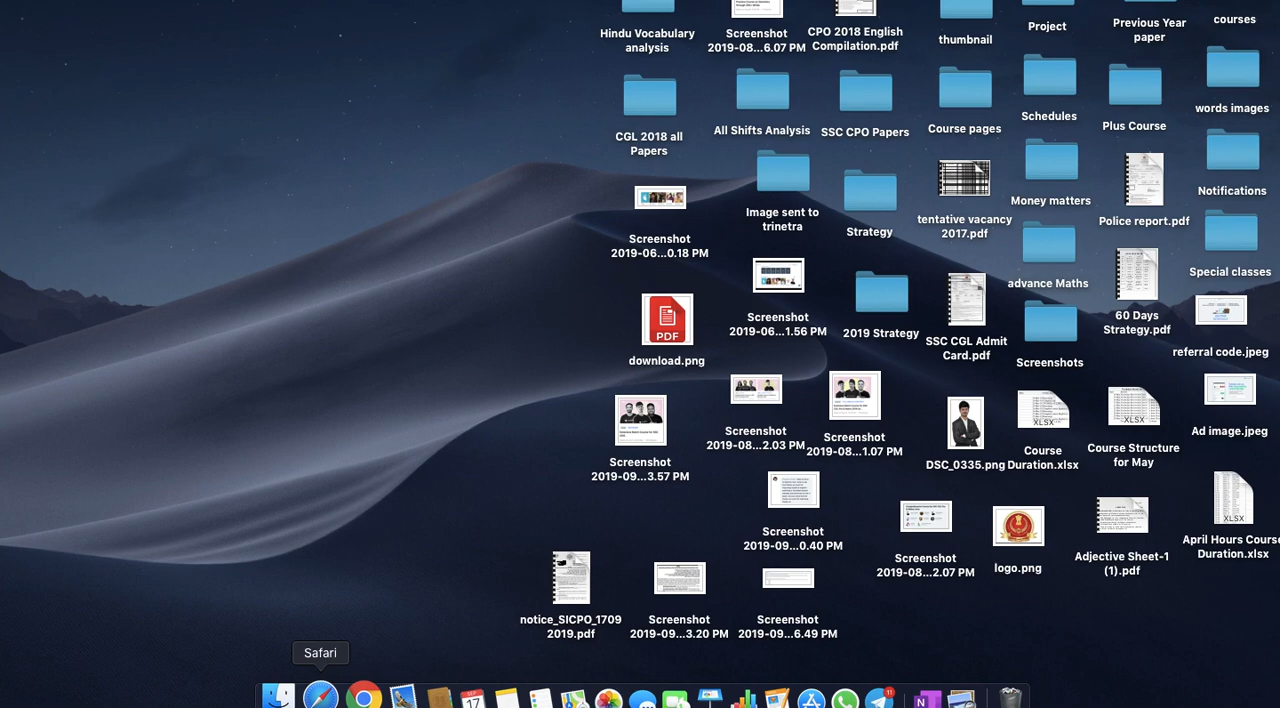 Hindu Vocabulary
analysis
Screenshot
2019-08...6.07 PM
CPO 2018 English
Compilation.pdf
thumbnail
Project
Previous Year
paper
courses
CGL 2018 all
Papers
All Shifts Analysis
SSC CPO Papers
Course pages
Schedules
Plus Course
words images
Image sent to
trinetra
Strategy
tentative vacancy
2017.pdf
Money matters
Police report.pdf
Notifications
Screenshot
2019-06...0.18 PM
Screenshot
2019-06...1.56 PM
2019 Strategy
SSC CGL Admit
Card.pdf
advance Maths
60 Days
Strategy.pdf
Special classes
PDF
download.png
Screenshots
referral code.jpeg
Screenshot
2019-09...3.57 PM
Screenshot
2019-08...2.03 PM
Screenshot
2019-08...1.07 PM
DSC_0335.png
XLSX
Course
Duration.xlsx
XLSX
Course Structure
for May
Ad image.jpeg
Screenshot
2019-09...0.40 PM
Screenshot
2019-08...2.07 PM
logo.png
Adjective Sheet-1
(1).pdf
XLSX
April Hours Course
Duration.xlsx
notice_SICPO_1709
2019.pdf
Screenshot
2019-09...3.20 PM
Screenshot
2019-09...6.49 PM
Safari
SEP
17
11
N